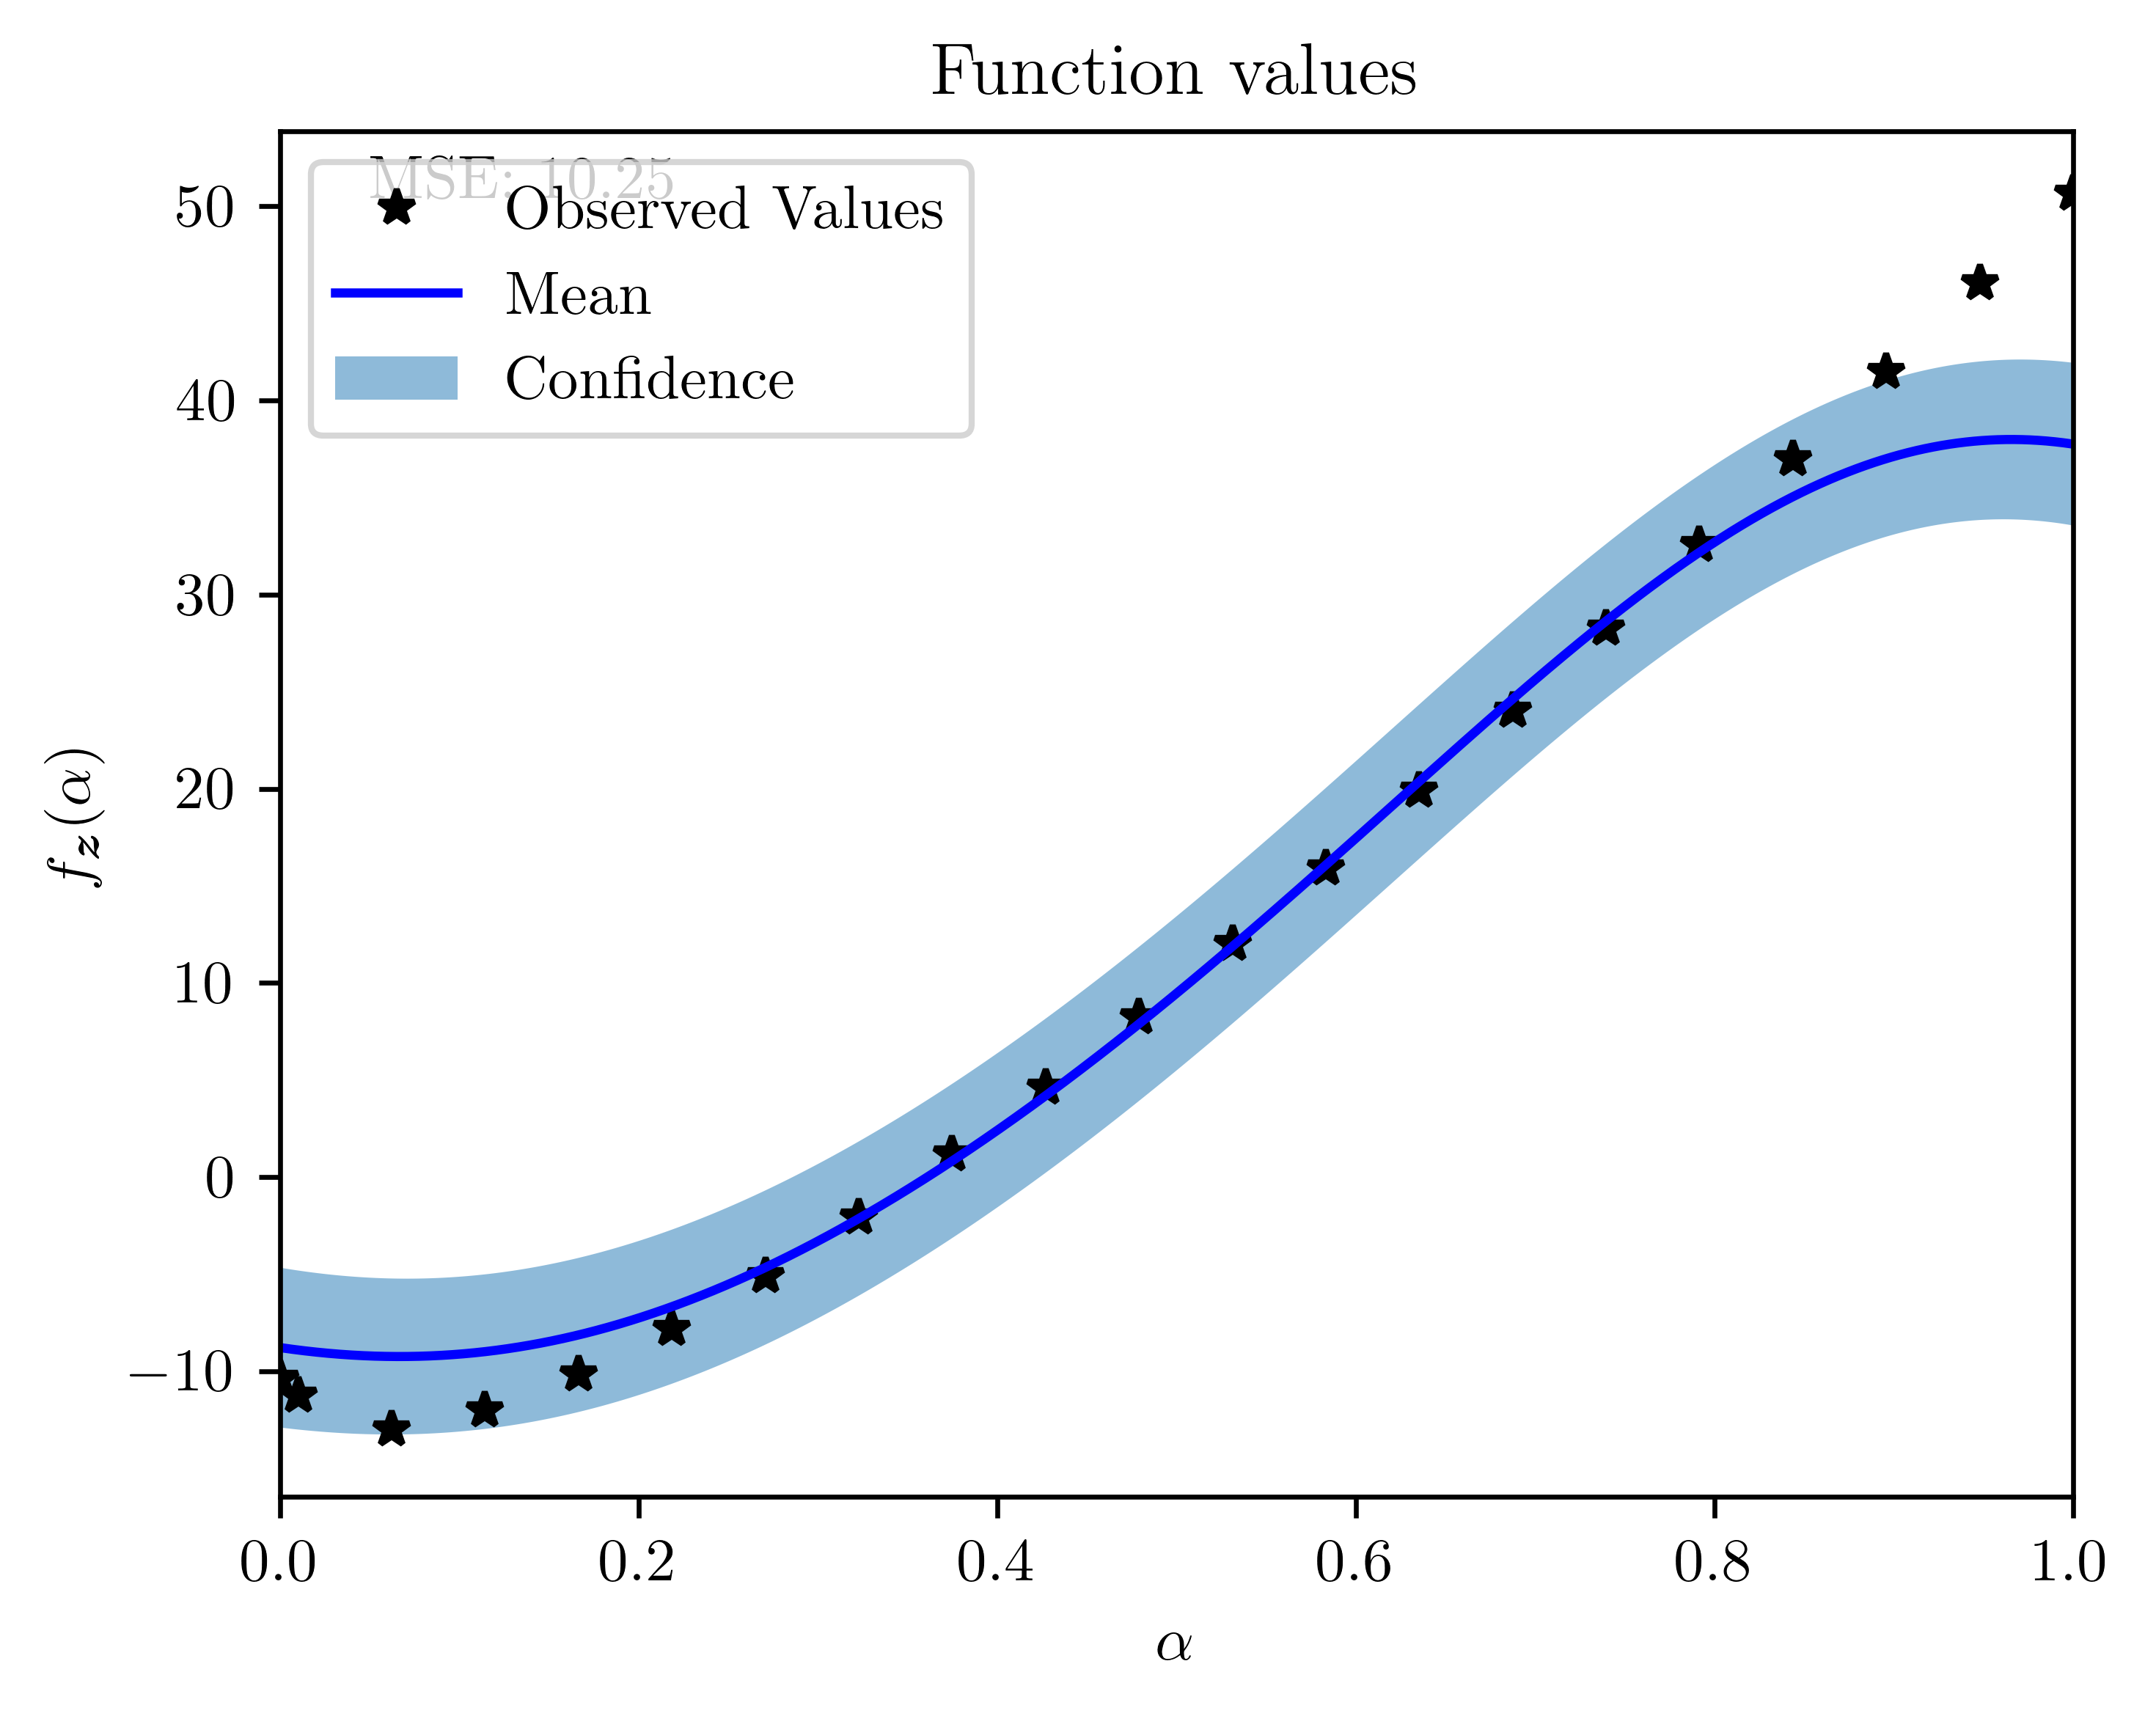 Function values
MSE: 10.25
Observed Values
Mean
Confidence
50
40
30
20
10
0
−10
f_z(α)
0.0 0.2 0.4 0.6 0.8 1.0
α